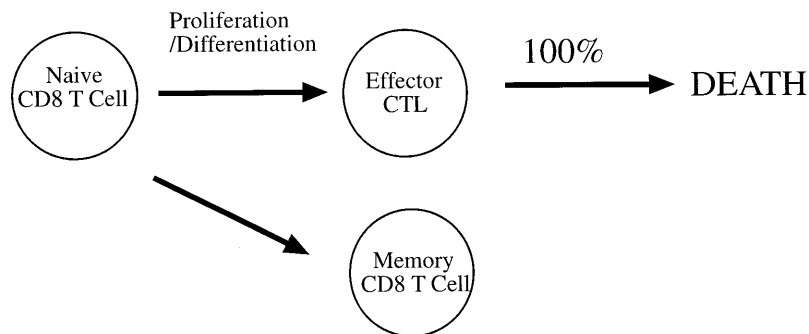 Proliferation
/Differentiation
Naive
CD8 T Cell
Effector
CTL
100%
DEATH
Memory
CD8 T Cell